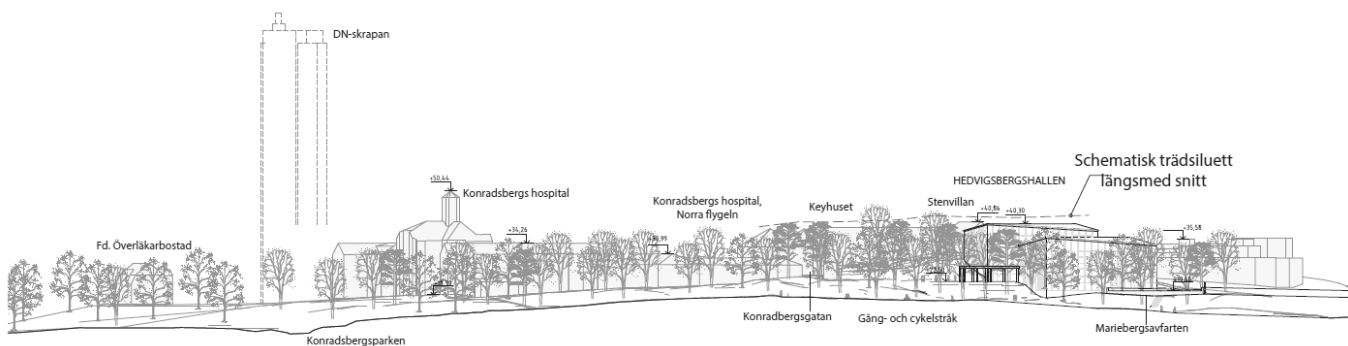 DN-skrapan
Schematisk trädsiluett
längsmed snitt
HEDVIGSBERGSHALLEN
+50,44
Konradsbergs hospital
Konradsbergs hospital,
Norra flygeln
Keyhuset
Stenvillan
+40,86
+40,30
+34,26
+35,58
Fd. Överläkarbostad
Konradbergsgatan
Gång- och cykelstråk
Mariebergsavfarten
Konradsbergsparken